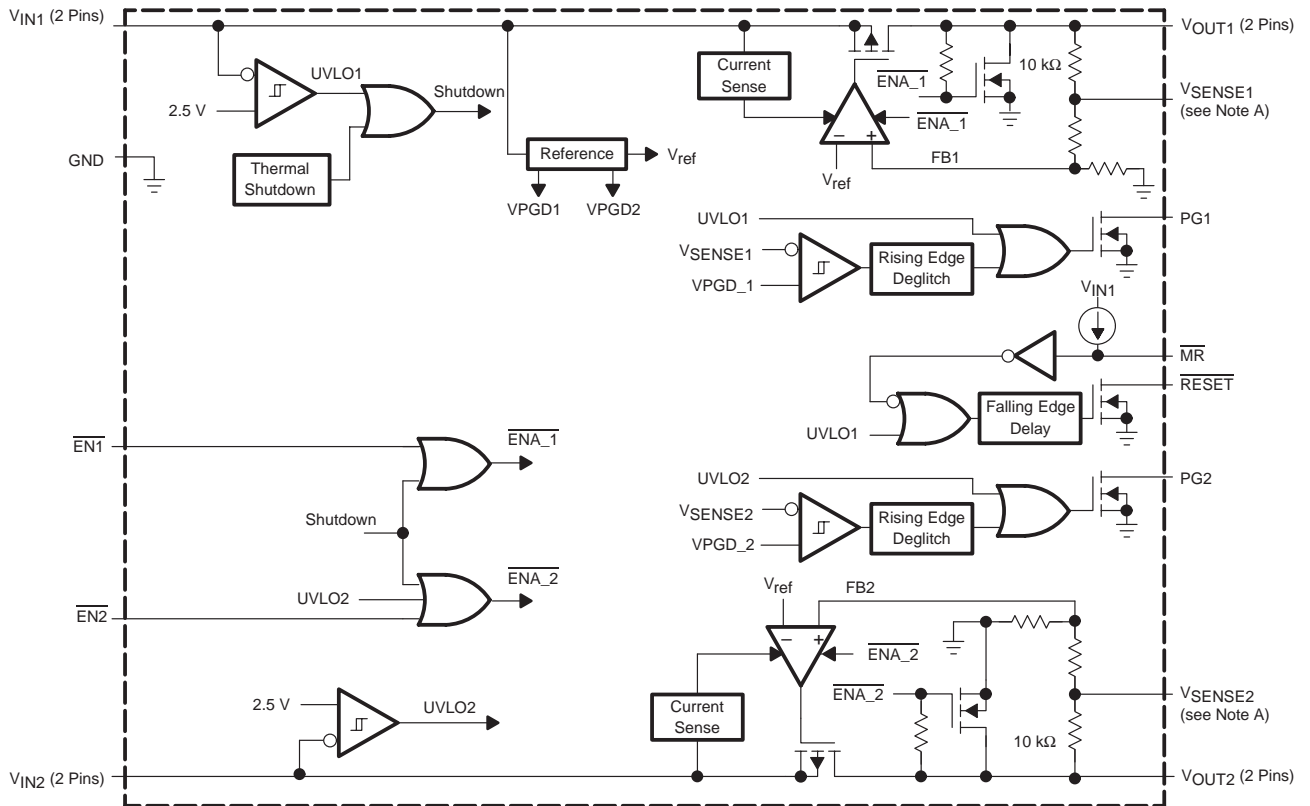 VIN1 (2 Pins)
VOUT1 (2 Pins)
UVLO1
2.5 V
Shutdown
Current
Sense
ENA_1
10 kΩ
VSENSE1
(see Note A)
ENA_1
GND
Thermal
Shutdown
Reference
Vref
VPGD1
VPGD2
Vref
FB1
UVLO1
PG1
VSENSE1
VPGD_1
Rising Edge
Deglitch
VIN1
MR
RESET
UVLO1
Falling Edge
Delay
EN1
ENA_1
UVLO2
PG2
VSENSE2
VPGD_2
Rising Edge
Deglitch
Shutdown
ENA_2
UVLO2
EN2
Vref
FB2
ENA_2
ENA_2
Current
Sense
VSENSE2
(see Note A)
10 kΩ
2.5 V
UVLO2
VIN2 (2 Pins)
VOUT2 (2 Pins)